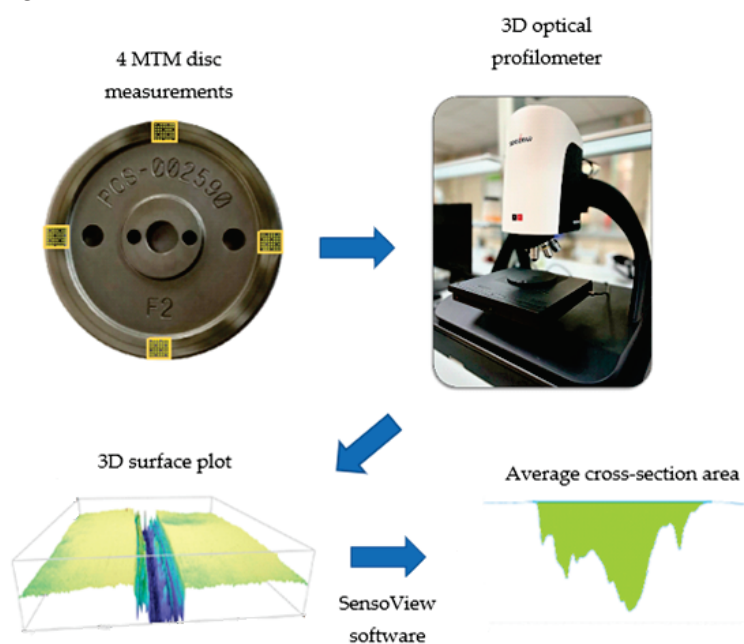 4 MTM disc
measurements
3D optical
profilometer
PCS-002590
F2
3D surface plot
Average cross-section area
SensoView
software